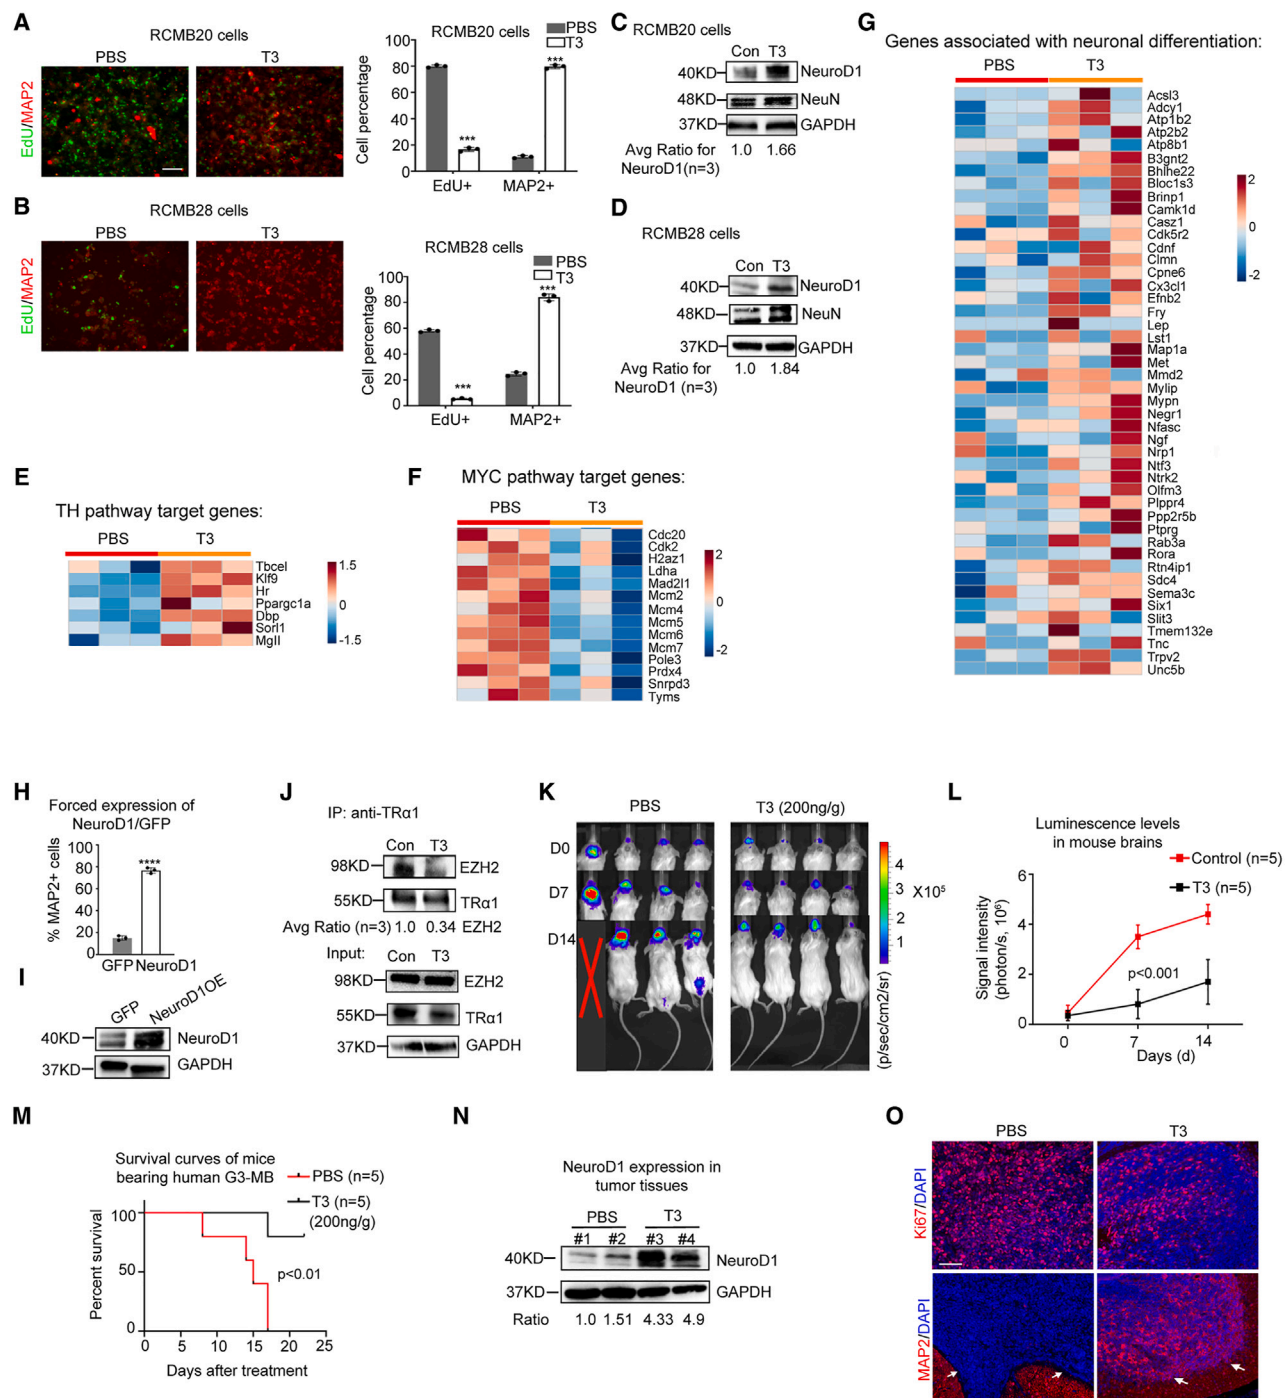 A
RCMB20 cells
PBS
T3
EdU/MAP2
RCMB20 cells
PBS
T3
Cell percentage
100
80
60
40
20
0
***
***
EdU+
MAP2+
B
RCMB28 cells
PBS
T3
EdU/MAP2
RCMB28 cells
PBS
T3
Cell percentage
100
80
60
40
20
0
***
***
EdU+
MAP2+
C
RCMB20 cells
Con T3
40KD
NeuroD1
48KD
NeuN
37KD
GAPDH
Avg Ratio for 1.0 1.66
NeuroD1(n=3)
D
RCMB28 cells
Con T3
40KD
NeuroD1
48KD
NeuN
37KD
GAPDH
Avg Ratio for 1.0 1.84
NeuroD1 (n=3)
E
TH pathway target genes:
PBS
T3
Tbcel
Klf9
Hr
Ppargc1a
Dbp
Sorl1
Mgll
1.5
0
-1.5
F
MYC pathway target genes:
PBS
T3
Cdc20
Cdk2
H2az1
Ldha
Mad2l1
Mcm2
Mcm4
Mcm5
Mcm6
Mcm7
Pole3
Prdx4
Snrpd3
Tyms
2
0
-2
G
Genes associated with neuronal differentiation:
PBS
T3
Acsl3
Adcy1
Atp1b2
Atp2b2
Atp8b1
B3gnt2
Bhlhe22
Bloc1s3
Brinp1
Camk1d
Casz1
Cdk5r2
Cdnf
Clmn
Cpne6
Cx3cl1
Efnb2
Fry
Lep
Lst1
Map1a
Met
Mmd2
Mylip
Mypn
Negr1
Nfasc
Ngf
Nrp1
Ntf3
Ntrk2
Olfm3
Plppr4
Ppp2r5b
Ptprg
Rab3a
Rora
Rtn4ip1
Sdc4
Sema3c
Six1
Slit3
Tmem132e
Tnc
Trpv2
Unc5b
2
0
-2
H
Forced expression of
NeuroD1/GFP
% MAP2+ cells
100
80
60
40
20
0
****
GFP NeuroD1
I
GFP
NeuroD1OE
40KD
NeuroD1
37KD
GAPDH
J
IP: anti-TRα1
Con T3
98KD
EZH2
55KD
TRα1
Avg Ratio (n=3) 1.0 0.34 EZH2
Input:
Con T3
98KD
EZH2
55KD
TRα1
37KD
GAPDH
K
PBS
T3 (200ng/g)
D0
D7
D14
4
3
2
1
X10⁵
(p/sec/cm2/sr)
L
Luminescence levels
in mouse brains
Control (n=5)
T3 (n=5)
Signal intensity
(photon/s, 10⁶)
6
4
2
0
p<0.001
0
7
14
Days (d)
M
Survival curves of mice
bearing human G3-MB
PBS (n=5)
T3 (n=5)
(200ng/g)
Percent survival
100
50
0
p<0.01
0 5 10 15 20 25
Days after treatment
N
NeuroD1 expression in
tumor tissues
PBS
T3
#1 #2 #3 #4
40KD
NeuroD1
37KD
GAPDH
Ratio 1.0 1.51 4.33 4.9
O
PBS
T3
Ki67/DAPI
MAP2/DAPI